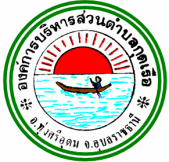 องค์การบริหารส่วนตำบลกุดเรือ
อ.ทุ่งศรีอุดม จ.อุบลราชธานี